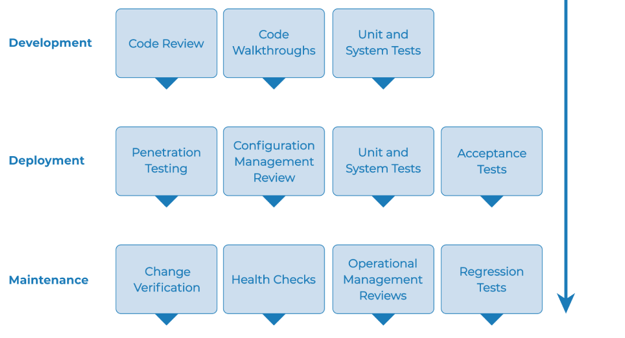 Development
Code Review
Code
Walkthroughs
Unit and
System Tests
Deployment
Penetration
Testing
Configuration
Management
Review
Unit and
System Tests
Acceptance
Tests
Maintenance
Change
Verification
Health Checks
Operational
Management
Reviews
Regression
Tests